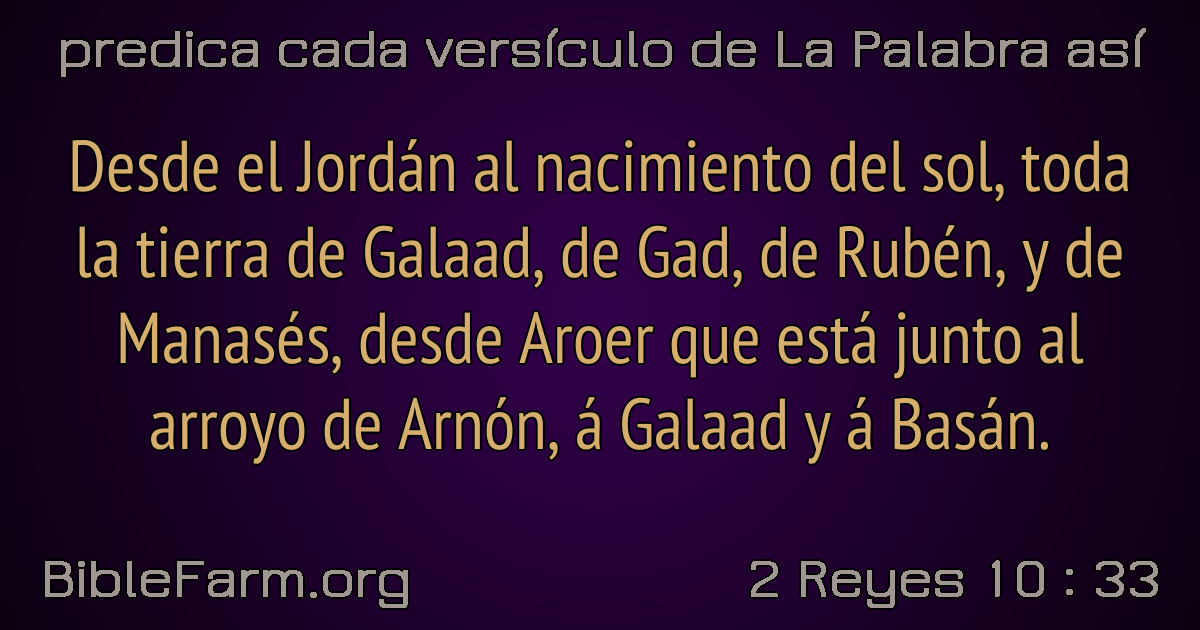 predica cada versículo de La Palabra así
Desde el Jordán al nacimiento del sol, toda
la tierra de Galaad, de Gad, de Rubén, y de
Manasés, desde Aroer que está junto al
arroyo de Arnón, á Galaad y á Basán.
BibleFarm.org
2 Reyes 10 : 33